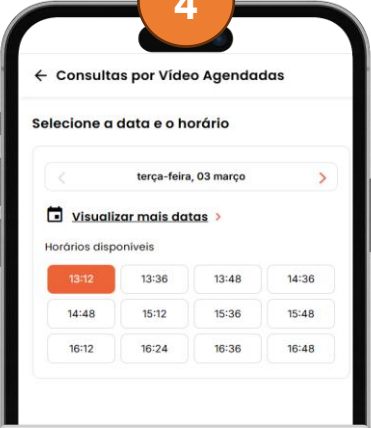 4
← Consultas por Vídeo Agendadas
Selecione a data e o horário
< terça-feira, 03 março >
Visualizar mais datas >
Horários disponíveis
13:12 13:36 13:48 14:36
14:48 15:12 15:36 15:48
16:12 16:24 16:36 16:48